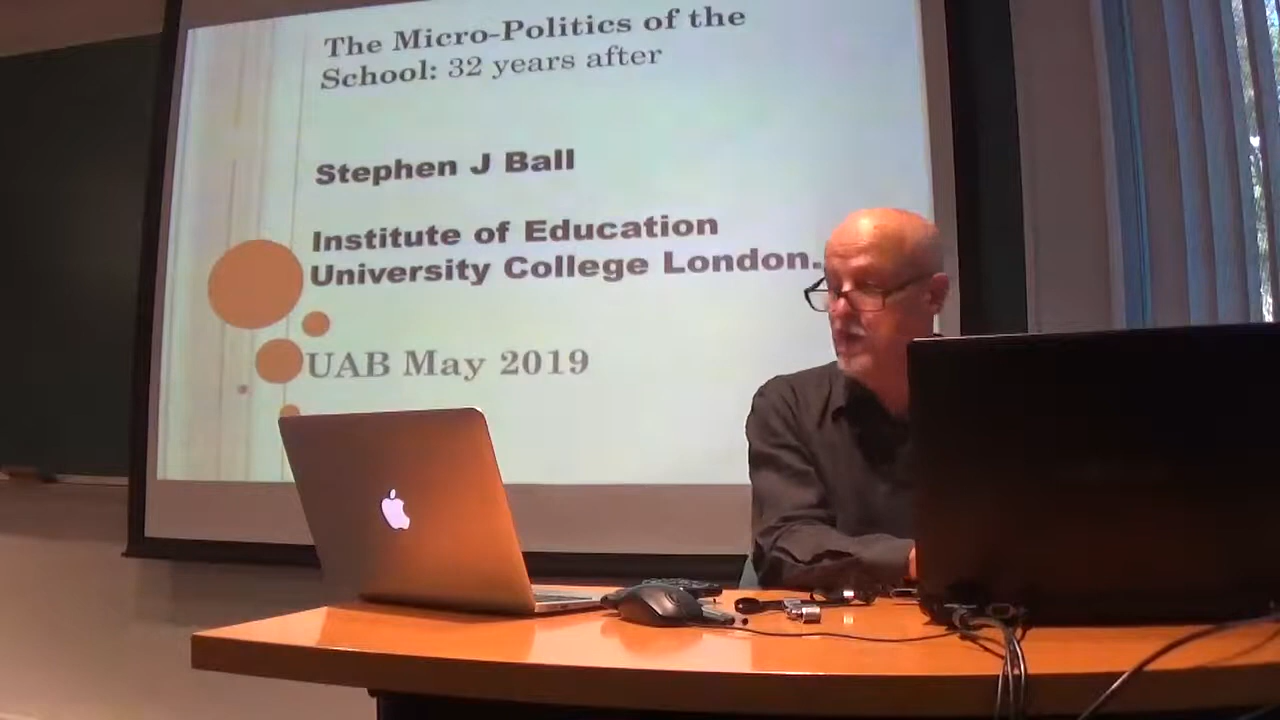 The Micro-Politics of the
School: 32 years after
Stephen J Ball
Institute of Education
University College London.
UAB May 2019